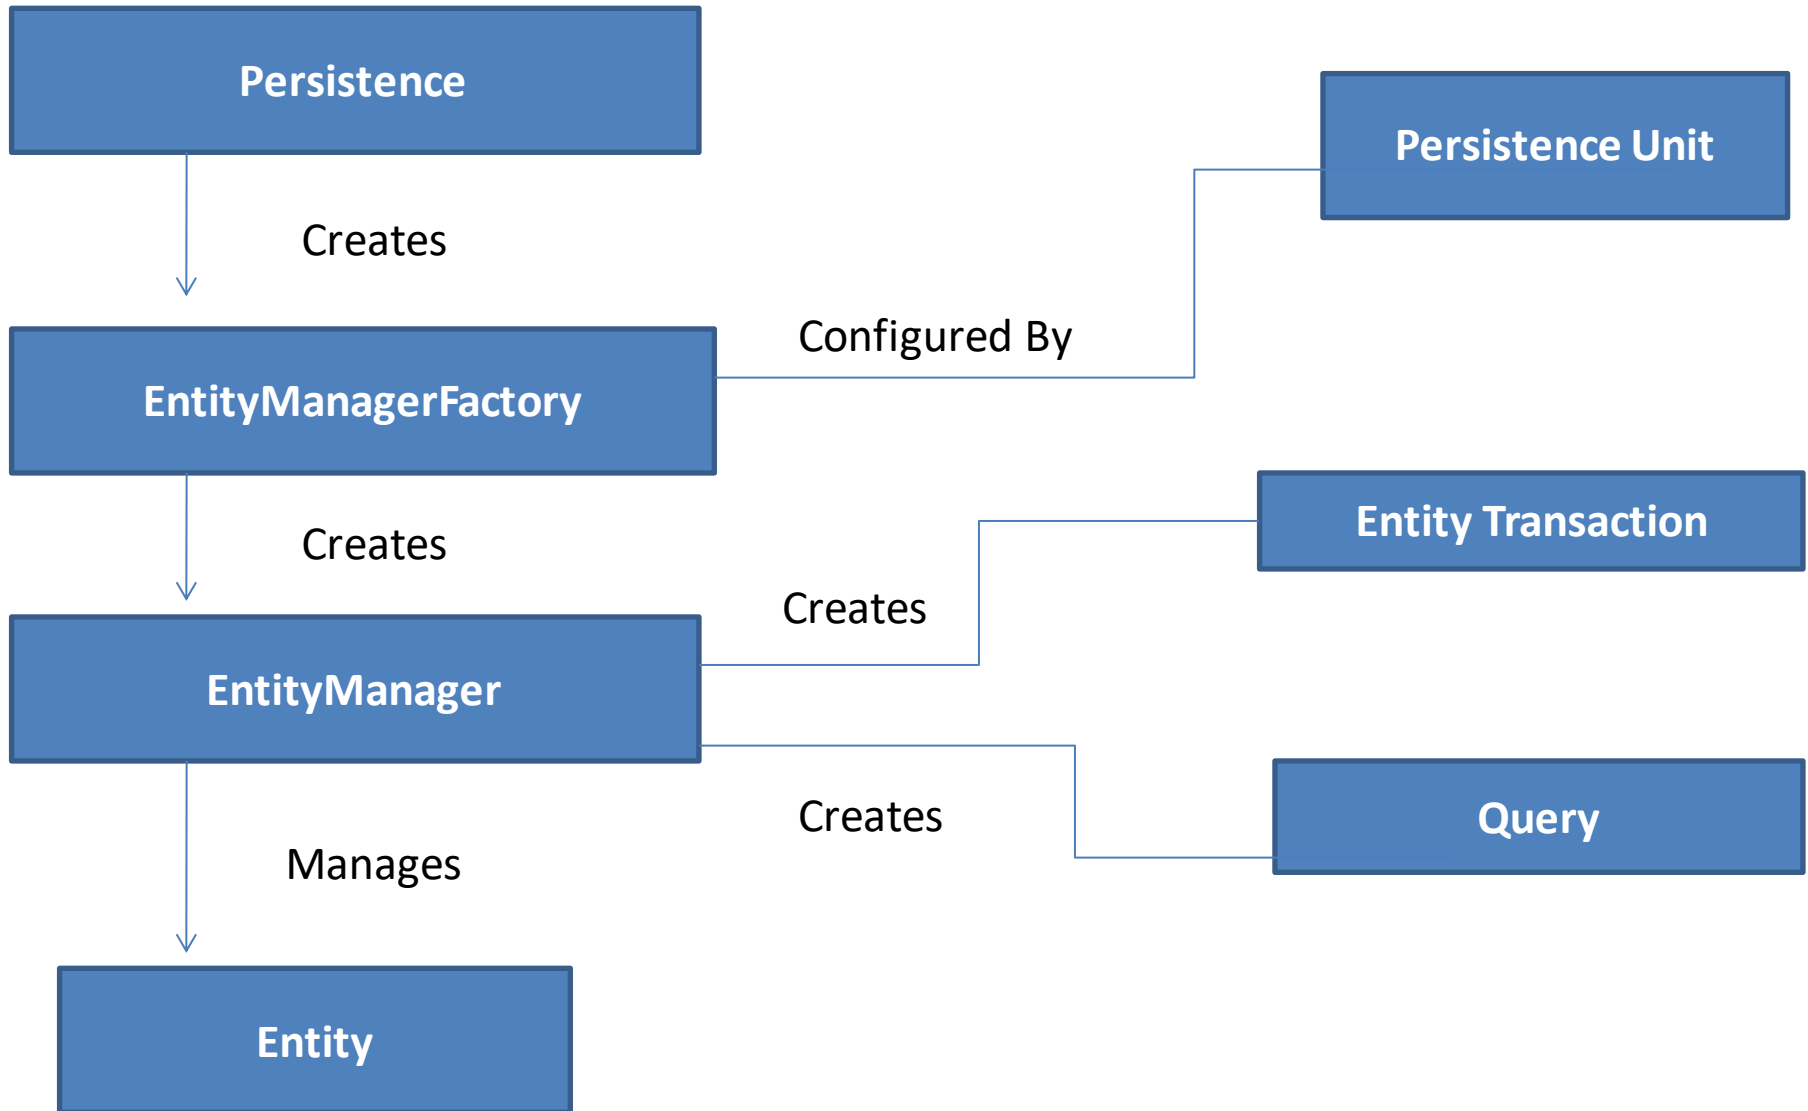 Persistence
Persistence Unit
Creates
Configured By
EntityManagerFactory
Entity Transaction
Creates
Creates
EntityManager
Creates
Query
Manages
Entity